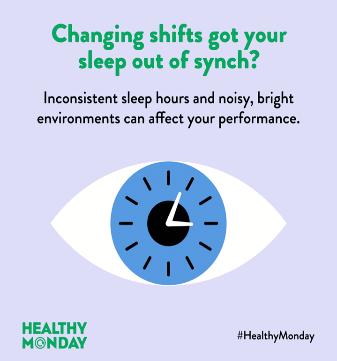 Changing shifts got your
sleep out of synch?
Inconsistent sleep hours and noisy, bright
environments can affect your performance.
HEALTHY
MONDAY
#HealthyMonday